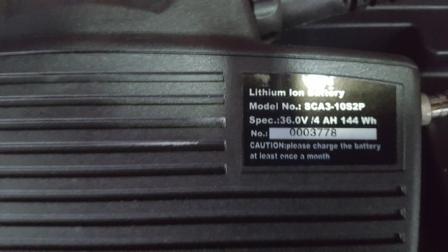 Lithium Ion Battery
Model No.: SCA3-10S2P
Spec.:36.0V /4 AH 144 Wh
No.: 0003778
CAUTION:please charge the battery
at least once a month